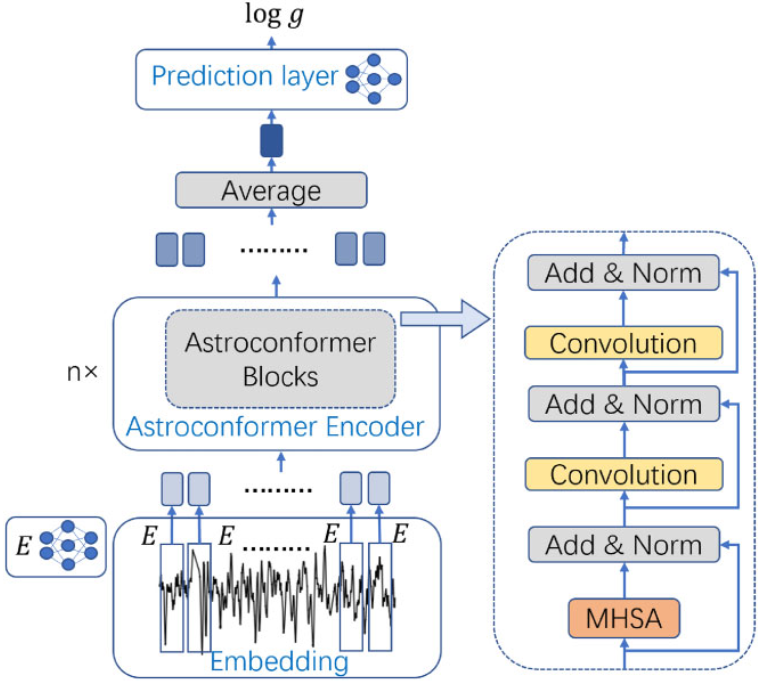 log g
Prediction layer
Average
.........
n×
Astroconformer
Blocks
Astroconformer Encoder
.........
E
E
E
.........
E
E
Embedding
Add & Norm
Convolution
Add & Norm
Convolution
Add & Norm
MHSA